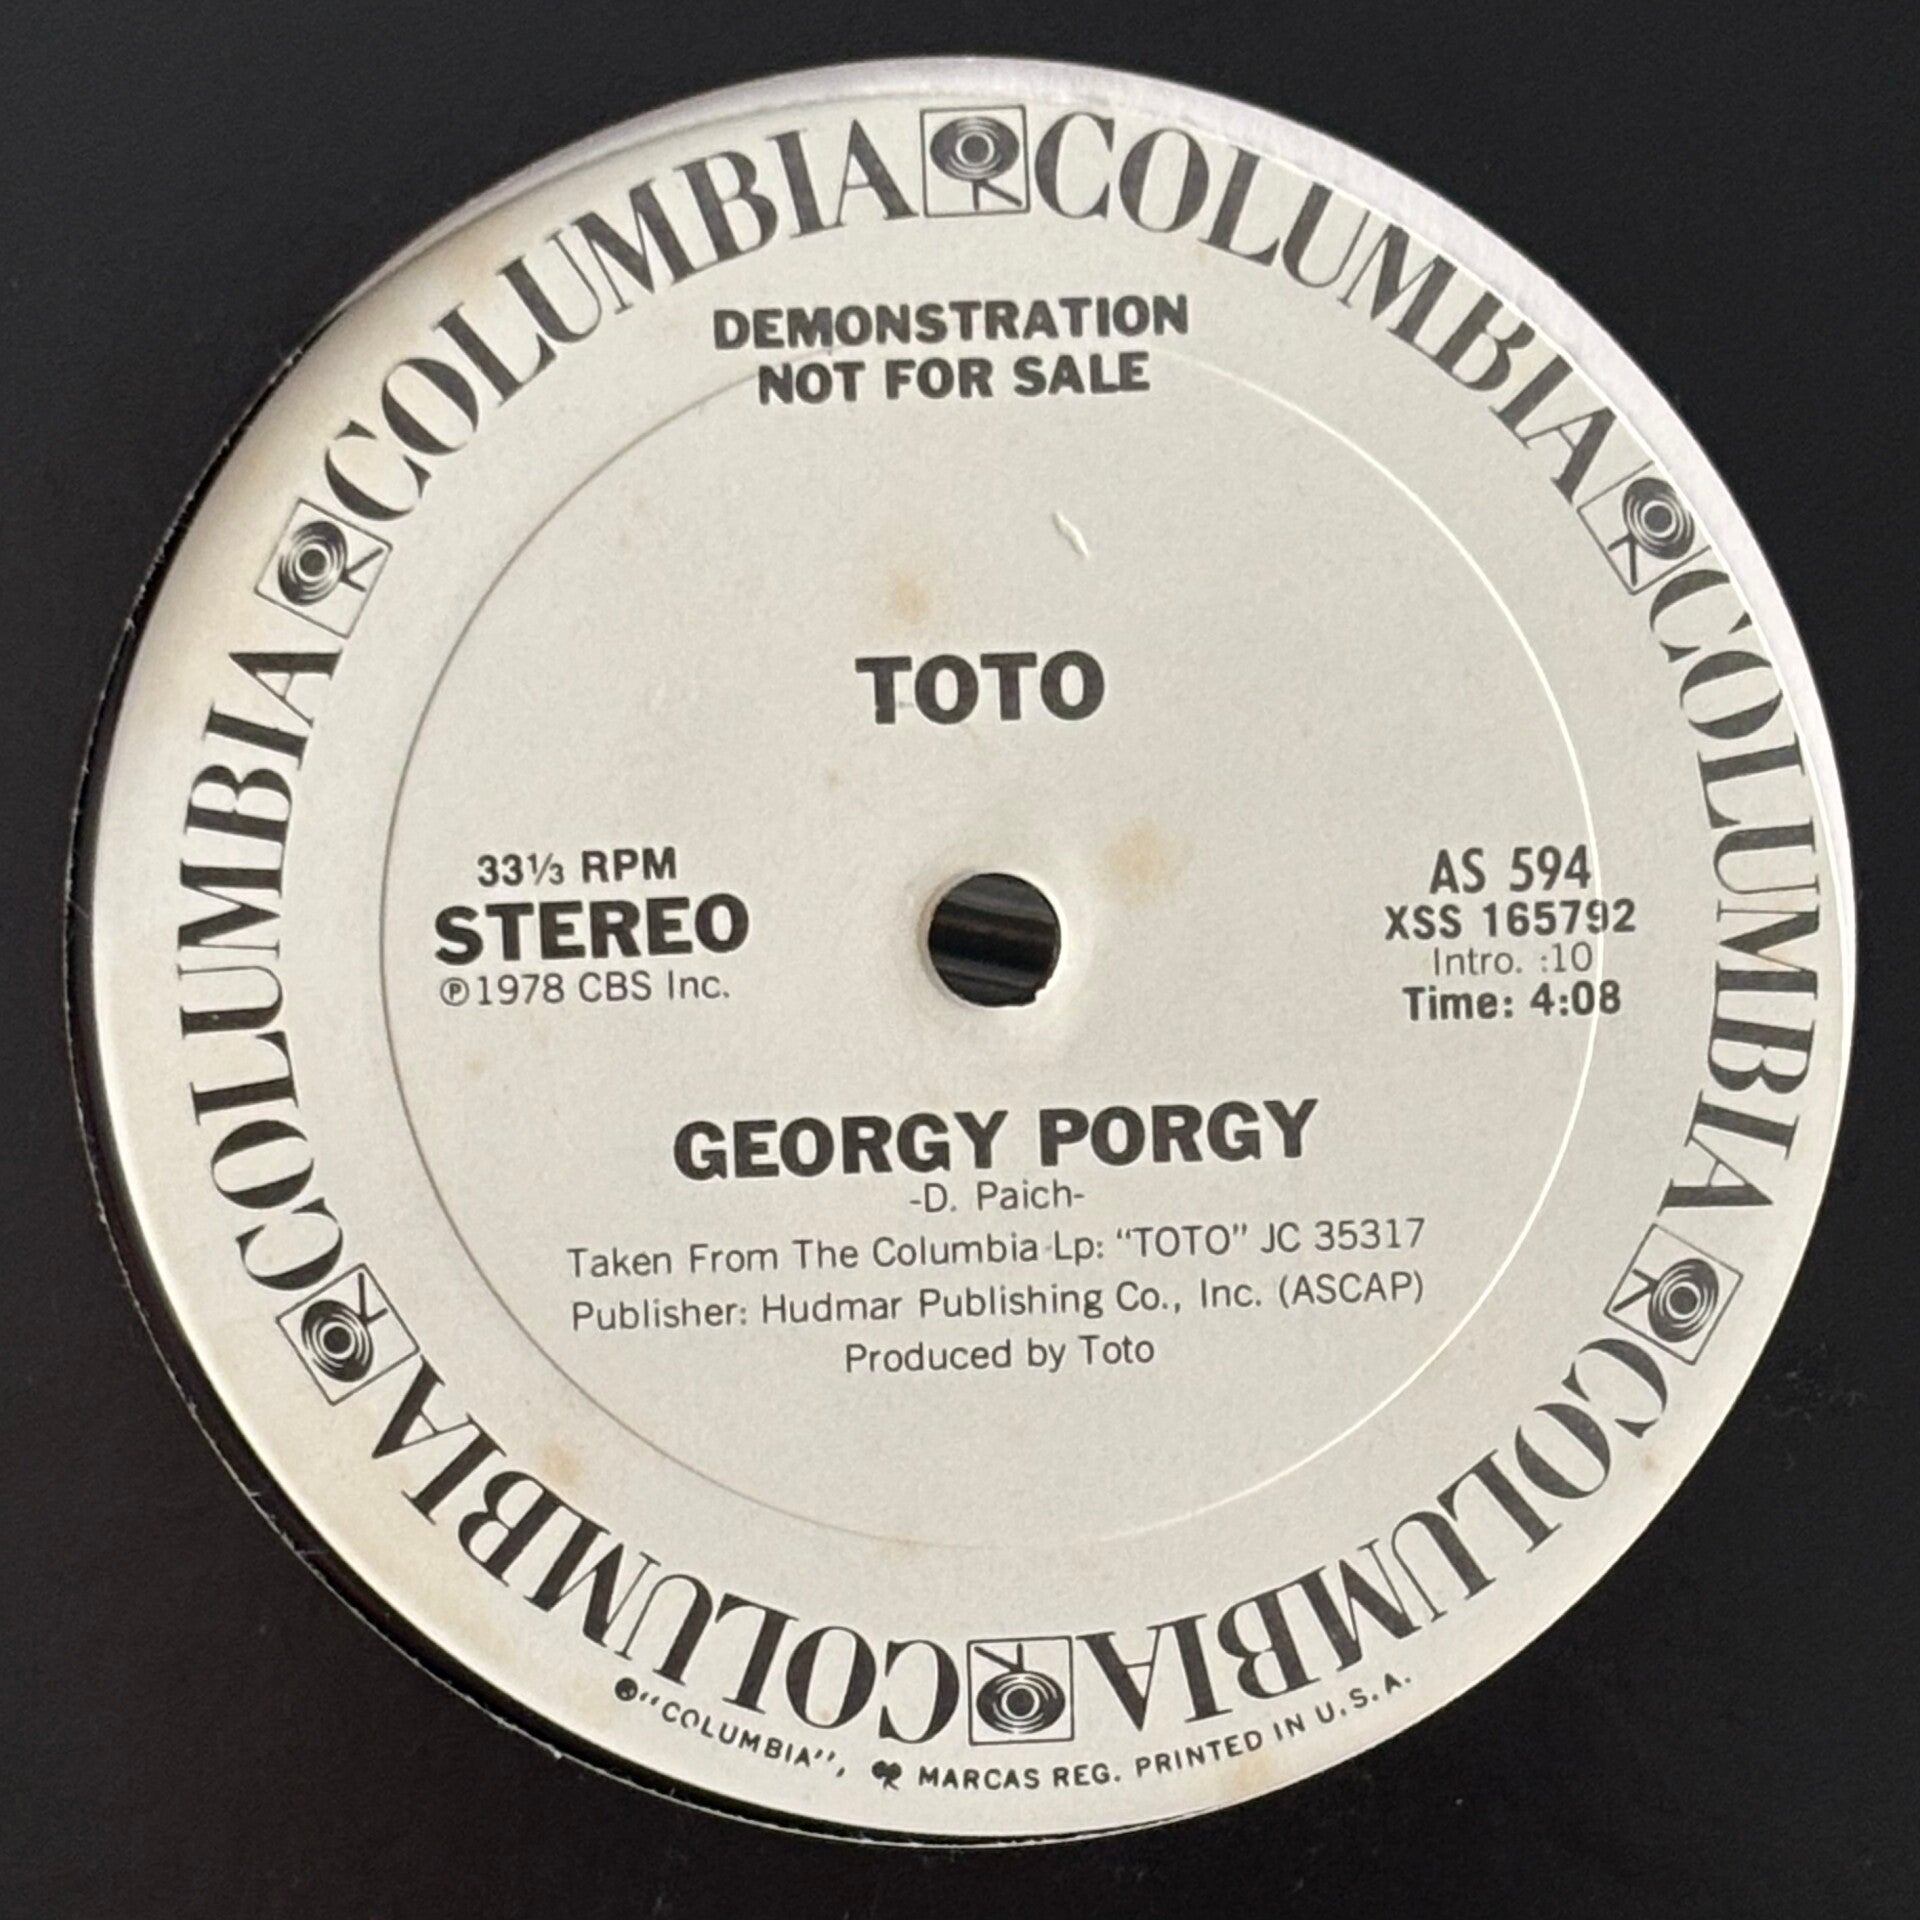 COLUMBIA COLUMBIA COLUMBIA COLUMBIA COLUMBIA COLUMBIA
DEMONSTRATION
NOT FOR SALE
TOTO
33⅓ RPM
STEREO
℗1978 CBS Inc.
AS 594
XSS 165792
Intro. :10
Time: 4:08
GEORGY PORGY
-D. Paich-
Taken From The Columbia Lp: "TOTO" JC 35317
Publisher: Hudmar Publishing Co., Inc. (ASCAP)
Produced by Toto
"COLUMBIA", MARCAS REG. PRINTED IN U.S.A.